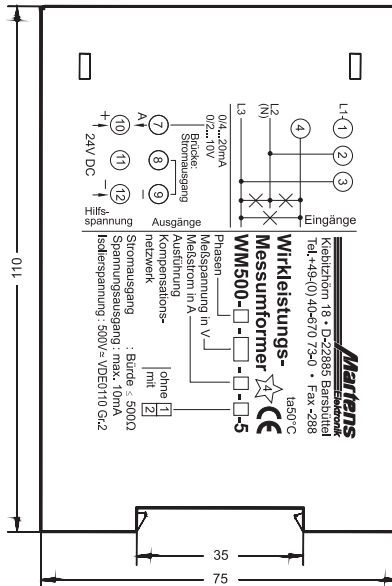 Martens
Elektronik
Kiebitzhörn 18 • D-22885 Barsbüttel
Tel.+49-(0) 40-670 73-0 • Fax -288
Wirkleistungs-
Messumformer
WM500-
-
-
-5
4
CE
ta50°C
Phasen
Meßspannung in V
Meßstrom in A
Ausführung
Kompensations-
netzwerk
ohne 1
mit 2
Stromausgang : Bürde ≤ 500Ω
Spannungsausgang : max. 10mA
Isolierspannung : 500V≃ VDE0110 Gr.2
Eingänge
L1
1
2
3
4
L2
(N)
L3
0/4...20mA
0/2...10V
Brücke:
Stromausgang
A
7
8
9
-
Ausgänge
+
10
11
12
-
24V DC
Hilfs-
spannung
110
35
75